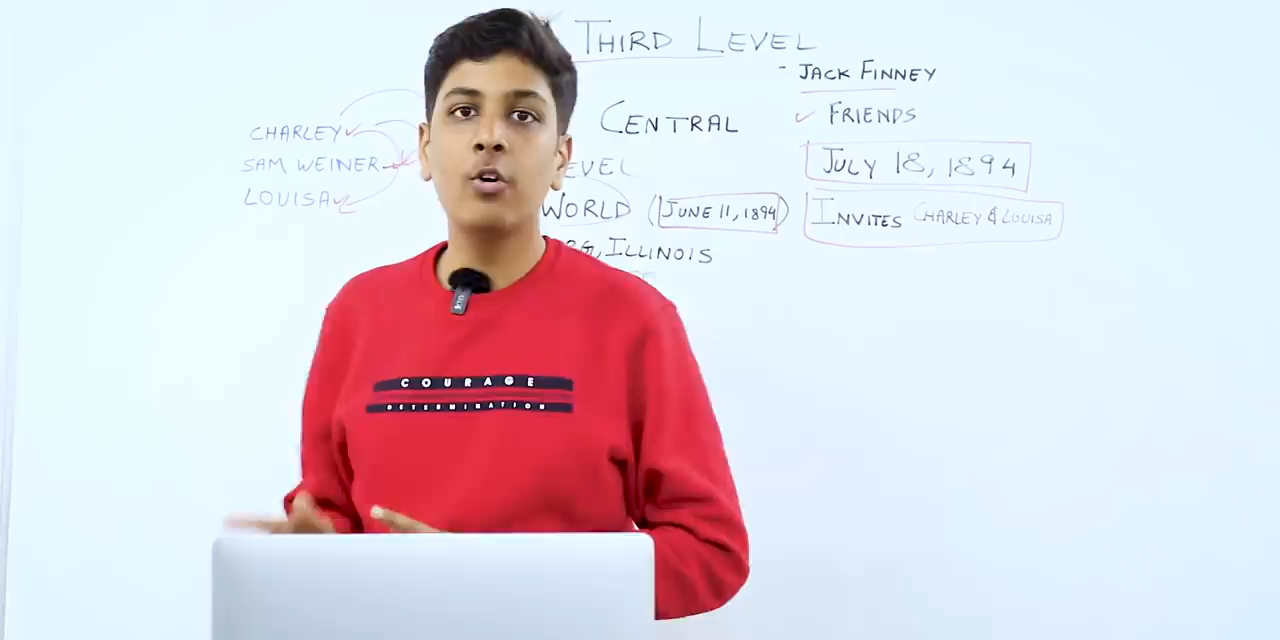 THIRD LEVEL
- JACK FINNEY
CENTRAL
FRIENDS
CHARLEY
SAM WEINER
LOUISA
JULY 18, 1894
WORLD (JUNE 11, 1894)
INVITES CHARLEY & LOUISA
ILLINOIS
COURAGE
DETERMINATION